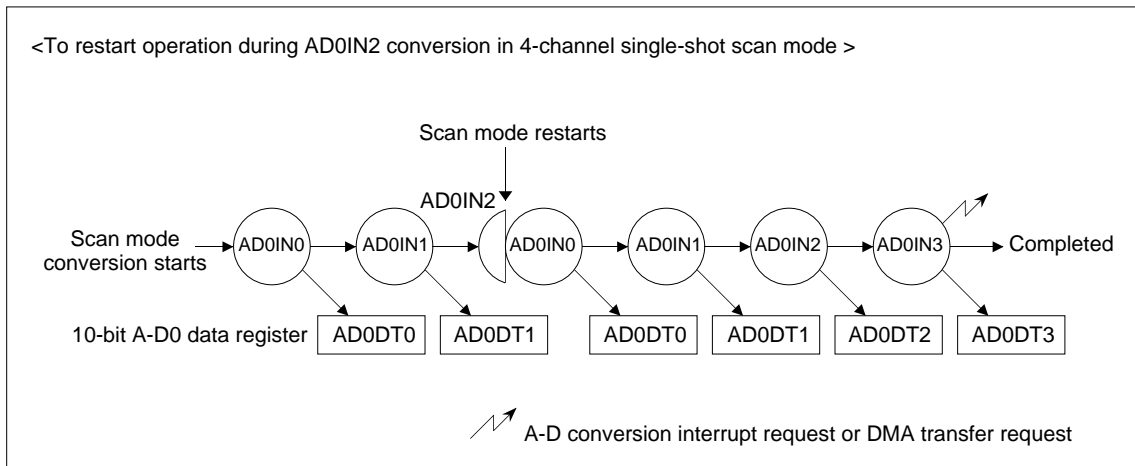 <To restart operation during AD0IN2 conversion in 4-channel single-shot scan mode >
Scan mode restarts
AD0IN2
Scan mode
conversion starts
AD0IN0
AD0IN1
AD0IN0
AD0IN1
AD0IN2
AD0IN3
Completed
10-bit A-D0 data register
AD0DT0
AD0DT1
AD0DT0
AD0DT1
AD0DT2
AD0DT3
A-D conversion interrupt request or DMA transfer request